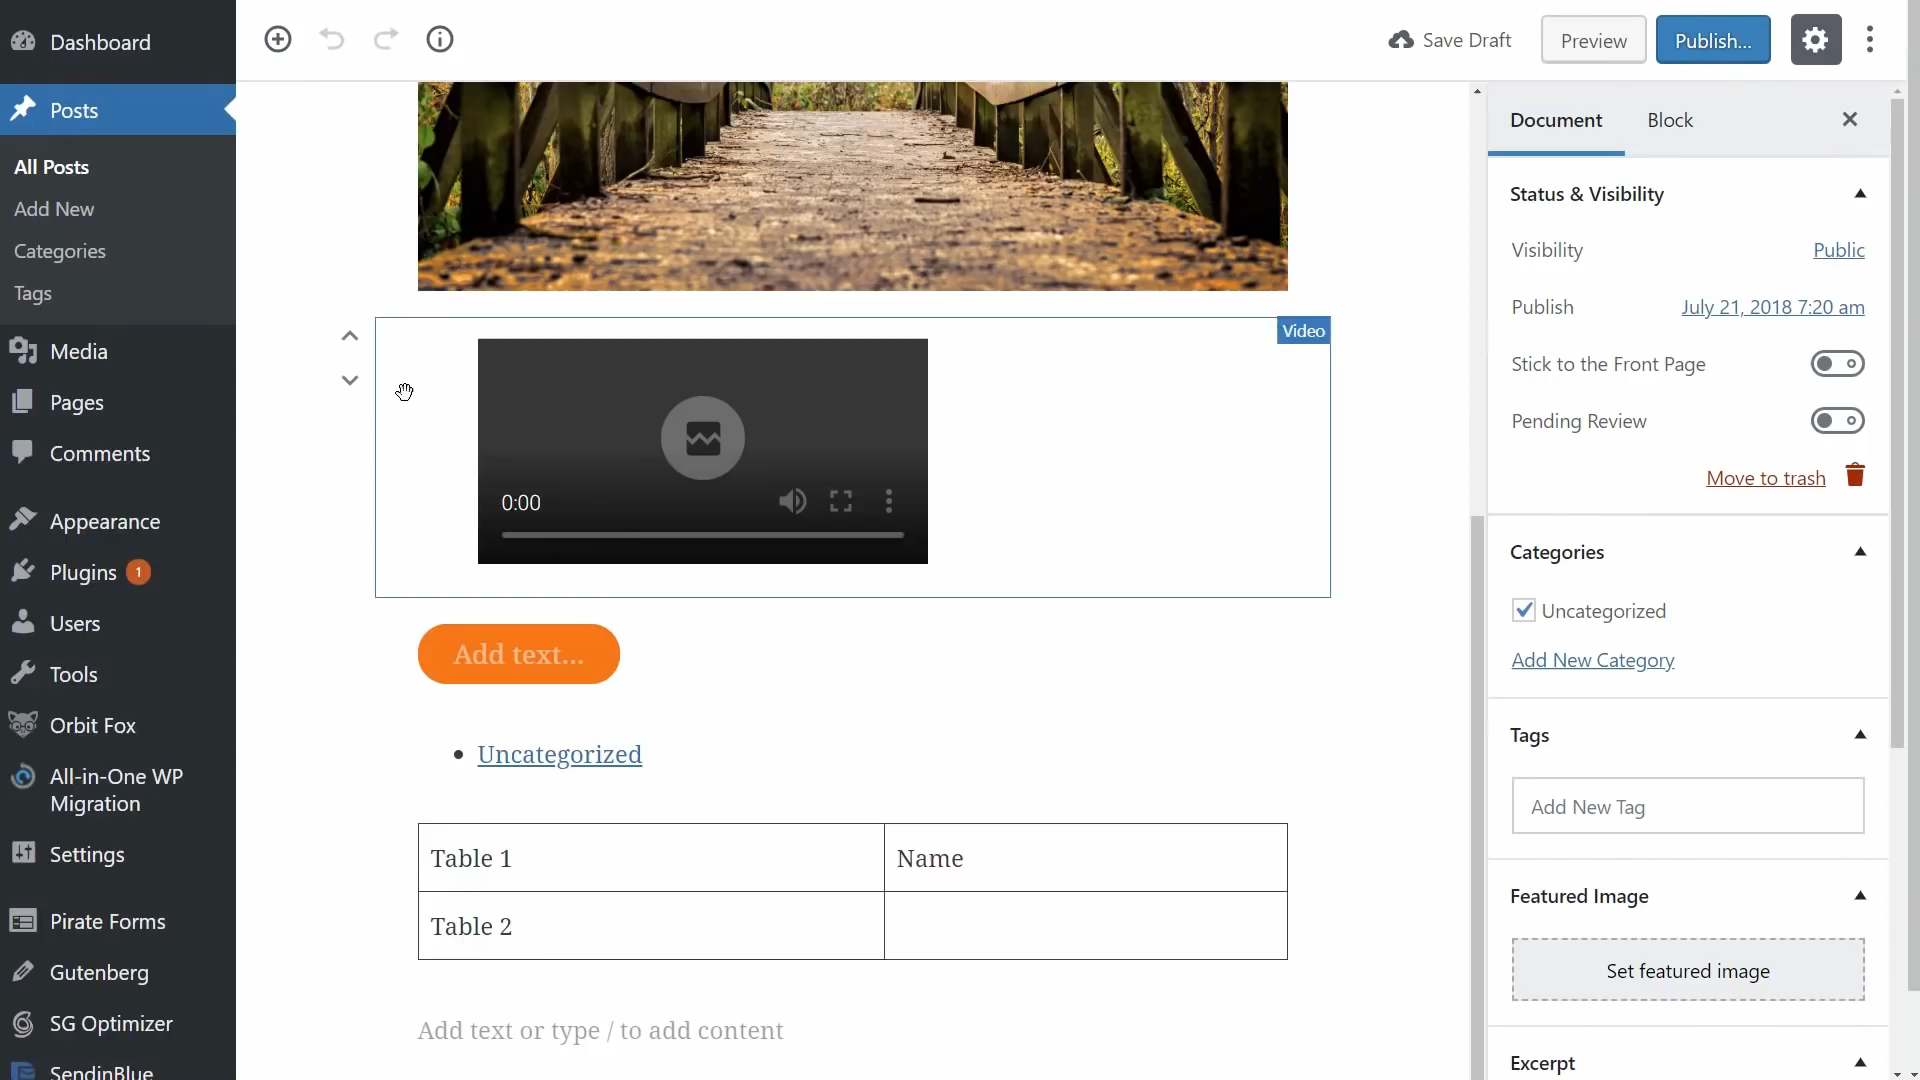 Dashboard
Posts
All Posts
Add New
Categories
Tags
Media
Pages
Comments
Appearance
Plugins 1
Users
Tools
Orbit Fox
All-in-One WP
Migration
Settings
Pirate Forms
Gutenberg
SG Optimizer
SendinBlue
Save Draft
Preview
Publish...
Video
0:00
Add text...
Uncategorized
Table 1 Name
Table 2
Add text or type / to add content
Document Block
Status & Visibility
Visibility Public
Publish July 21, 2018 7:20 am
Stick to the Front Page
Pending Review
Move to trash
Categories
Uncategorized
Add New Category
Tags
Add New Tag
Featured Image
Set featured image
Excerpt